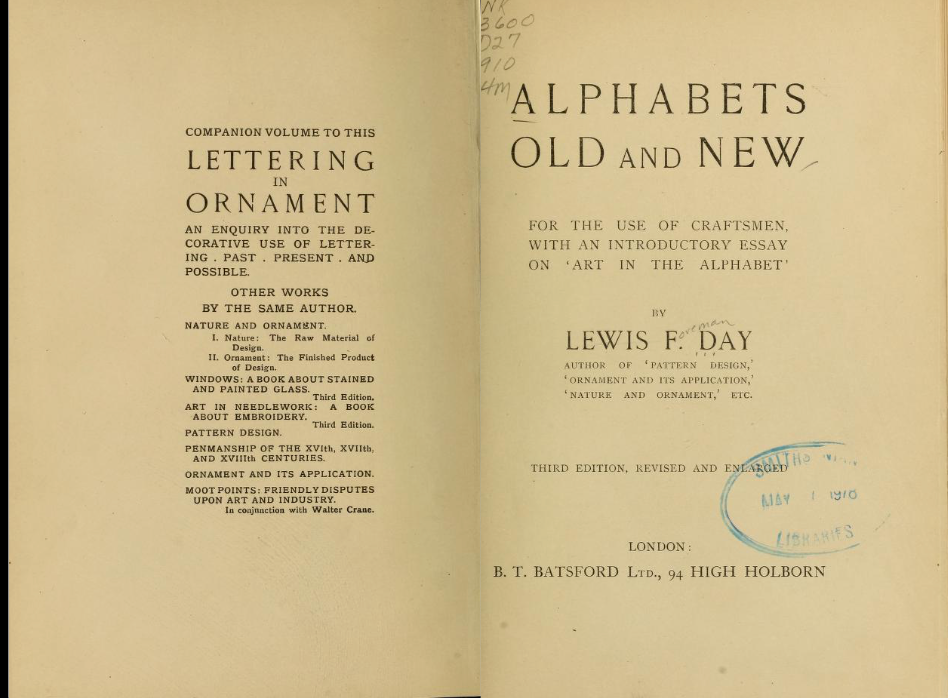 COMPANION VOLUME TO THIS
LETTERING
IN
ORNAMENT
AN ENQUIRY INTO THE DE-
CORATIVE USE OF LETTER-
ING . PAST . PRESENT . AND
POSSIBLE.
OTHER WORKS
BY THE SAME AUTHOR.
NATURE AND ORNAMENT.
I. Nature: The Raw Material of
Design.
II. Ornament: The Finished Product
of Design.
WINDOWS: A BOOK ABOUT STAINED
AND PAINTED GLASS.
Third Edition.
ART IN NEEDLEWORK: A BOOK
ABOUT EMBROIDERY.
Third Edition.
PATTERN DESIGN.
PENMANSHIP OF THE XVIth, XVIIth,
AND XVIIIth CENTURIES.
ORNAMENT AND ITS APPLICATION.
MOOT POINTS: FRIENDLY DISPUTES
UPON ART AND INDUSTRY.
In conjunction with Walter Crane.
NK
3600
D27
910
4M
ALPHABETS
OLD AND NEW
FOR THE USE OF CRAFTSMEN,
WITH AN INTRODUCTORY ESSAY
ON ‘ART IN THE ALPHABET’
BY
oreman
LEWIS F. DAY
AUTHOR OF ‘PATTERN DESIGN,’
‘ORNAMENT AND ITS APPLICATION,’
‘NATURE AND ORNAMENT,’ ETC.
THIRD EDITION, REVISED AND ENLARGED
MAY
LIBRARIES
LONDON:
B. T. BATSFORD LTD., 94 HIGH HOLBORN